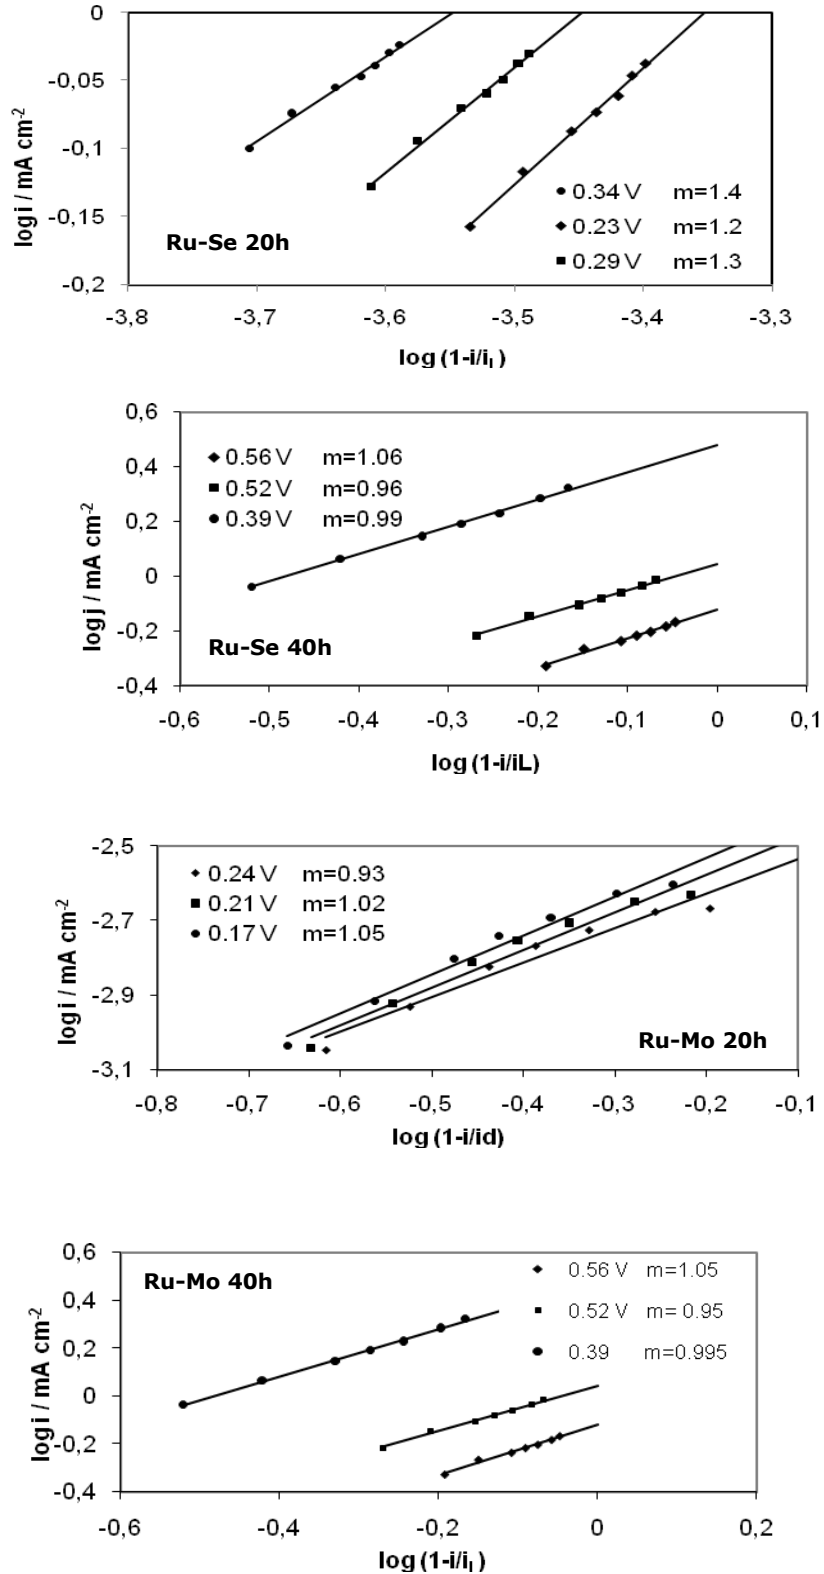 0
-0,05
-0,1
-0,15
-0,2
log i / mA cm-2
Ru-Se 20h
0.34 V m=1.4
0.23 V m=1.2
0.29 V m=1.3
-3,8 -3,7 -3,6 -3,5 -3,4 -3,3
log (1-i/iL)
0,6
0,4
0,2
0
-0,2
-0,4
log j / mA cm-2
0.56 V m=1.06
0.52 V m=0.96
0.39 V m=0.99
Ru-Se 40h
-0,6 -0,5 -0,4 -0,3 -0,2 -0,1 0 0,1
log (1-i/iL)
-2,5
-2,7
-2,9
-3,1
log i / mA cm-2
0.24 V m=0.93
0.21 V m=1.02
0.17 V m=1.05
Ru-Mo 20h
-0,8 -0,7 -0,6 -0,5 -0,4 -0,3 -0,2 -0,1
log (1-i/id)
0,6
0,4
0,2
0
-0,2
-0,4
log i / mA cm-2
Ru-Mo 40h
0.56 V m=1.05
0.52 V m= 0.95
0.39 m=0.995
-0,6 -0,4 -0,2 0 0,2
log (1-i/iL)